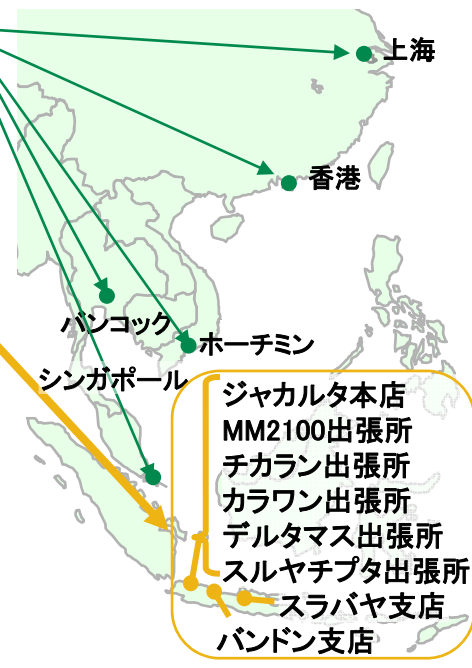 上海
香港
バンコック
ホーチミン
シンガポール
ジャカルタ本店
MM2100出張所
チカラン出張所
カラワン出張所
デルタマス出張所
スルヤチプタ出張所
スラバヤ支店
バンドン支店